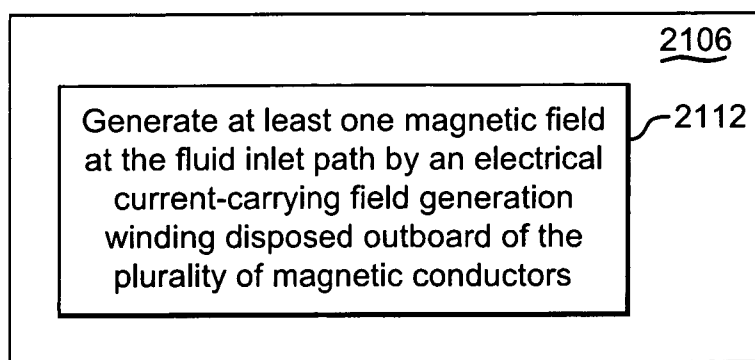 2106
Generate at least one magnetic field
at the fluid inlet path by an electrical
current-carrying field generation
winding disposed outboard of the
plurality of magnetic conductors
2112